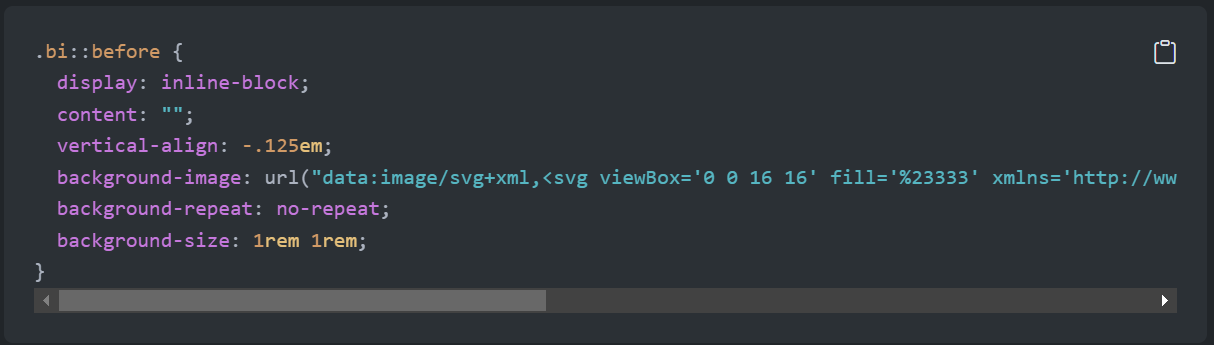 .bi::before {
  display: inline-block;
  content: "";
  vertical-align: -.125em;
  background-image: url("data:image/svg+xml,<svg viewBox='0 0 16 16' fill='%23333' xmlns='http://ww
  background-repeat: no-repeat;
  background-size: 1rem 1rem;
}